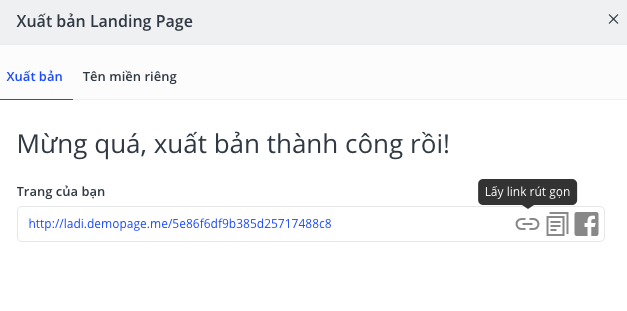 Xuất bản Landing Page
Xuất bản
Tên miền riêng
Mừng quá, xuất bản thành công rồi!
Trang của bạn
Lấy link rút gọn
http://ladi.demopage.me/5e86f6df9b385d25717488c8